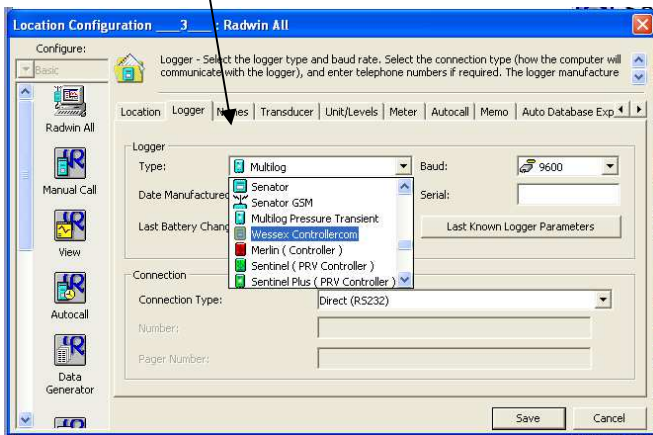 Location Configuration ___3___: Radwin All
Configure:
Basic
Logger - Select the logger type and baud rate. Select the connection type (how the computer will
communicate with the logger), and enter telephone numbers if required. The logger manufacture
Radwin All
Manual Call
View
Autocall
Data
Generator
Location Logger Names Transducer Unit/Levels Meter Autocall Memo Auto Database Exp
Logger
Type: Multilog Baud: 9600
Date Manufactured Serial:
Last Battery Chang Last Known Logger Parameters
Senator
Senator GSM
Multilog Pressure Transient
Wessex Controllercom
Merlin ( Controller )
Sentinel ( PRV Controller )
Sentinel Plus ( PRV Controller )
Connection
Connection Type: Direct (RS232)
Number:
Pager Number:
Save Cancel